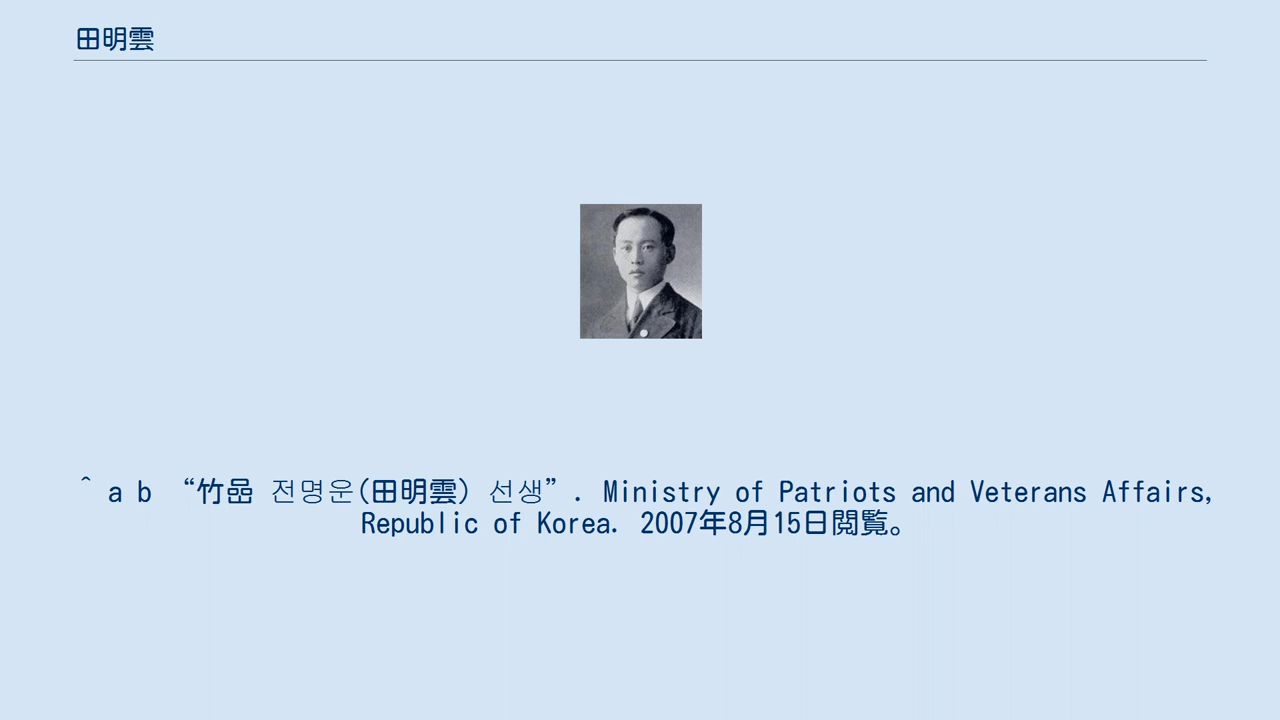 田明雲
^ a b “竹嵒 전명운(田明雲) 선생”. Ministry of Patriots and Veterans Affairs,
Republic of Korea. 2007年8月15日閲覧。